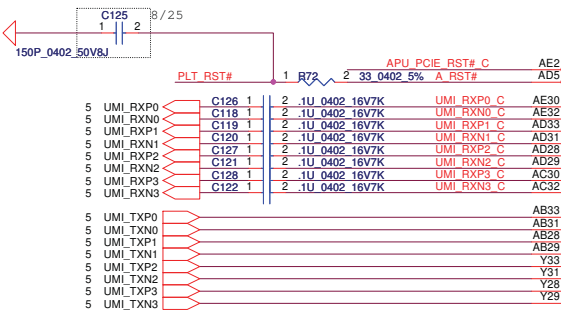 C125 8/25
1 2
150P_0402_50V8J
APU_PCIE_RST#_C AE2
PLT_RST# 1 R72 2 33_0402_5% A_RST# AD5
5 UMI_RXP0 C126 1 2 .1U_0402_16V7K UMI_RXP0_C AE30
5 UMI_RXN0 C118 1 2 .1U_0402_16V7K UMI_RXN0_C AE32
5 UMI_RXP1 C119 1 2 .1U_0402_16V7K UMI_RXP1_C AD33
5 UMI_RXN1 C120 1 2 .1U_0402_16V7K UMI_RXN1_C AD31
5 UMI_RXP2 C127 1 2 .1U_0402_16V7K UMI_RXP2_C AD28
5 UMI_RXN2 C121 1 2 .1U_0402_16V7K UMI_RXN2_C AD29
5 UMI_RXP3 C128 1 2 .1U_0402_16V7K UMI_RXP3_C AC30
5 UMI_RXN3 C122 1 2 .1U_0402_16V7K UMI_RXN3_C AC32
5 UMI_TXP0 AB33
5 UMI_TXN0 AB31
5 UMI_TXP1 AB28
5 UMI_TXN1 AB29
5 UMI_TXP2 Y33
5 UMI_TXN2 Y31
5 UMI_TXP3 Y28
5 UMI_TXN3 Y29